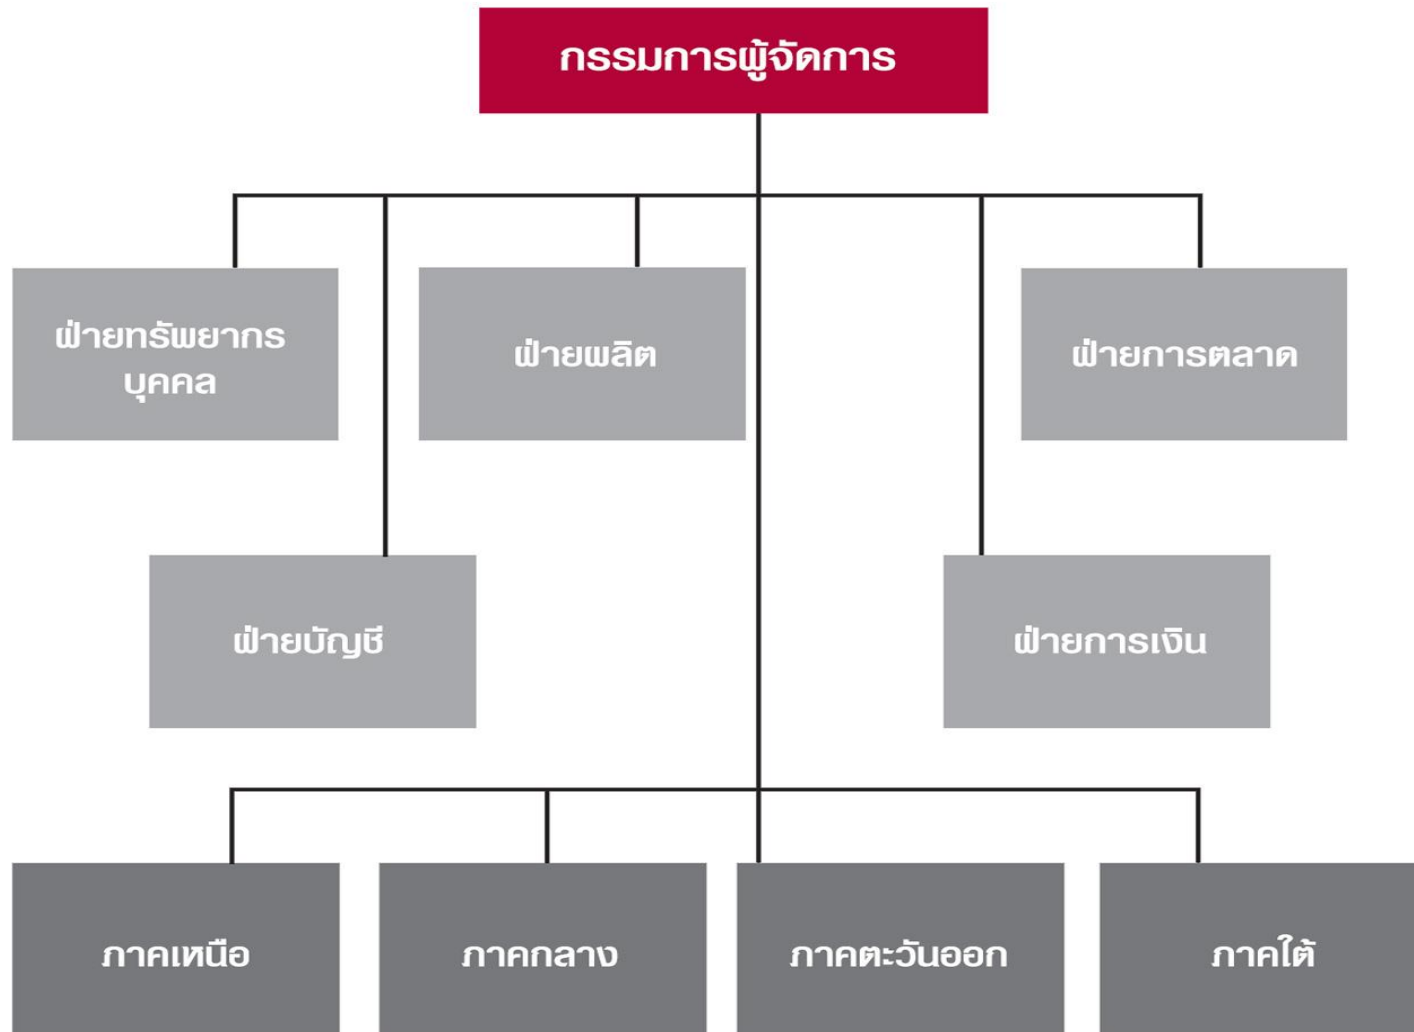 กรรมการผู้จัดการ
ฝ่ายทรัพยากร
บุคคล
ฝ่ายผลิต
ฝ่ายการตลาด
ฝ่ายบัญชี
ฝ่ายการเงิน
ภาคเหนือ
ภาคกลาง
ภาคตะวันออก
ภาคใต้